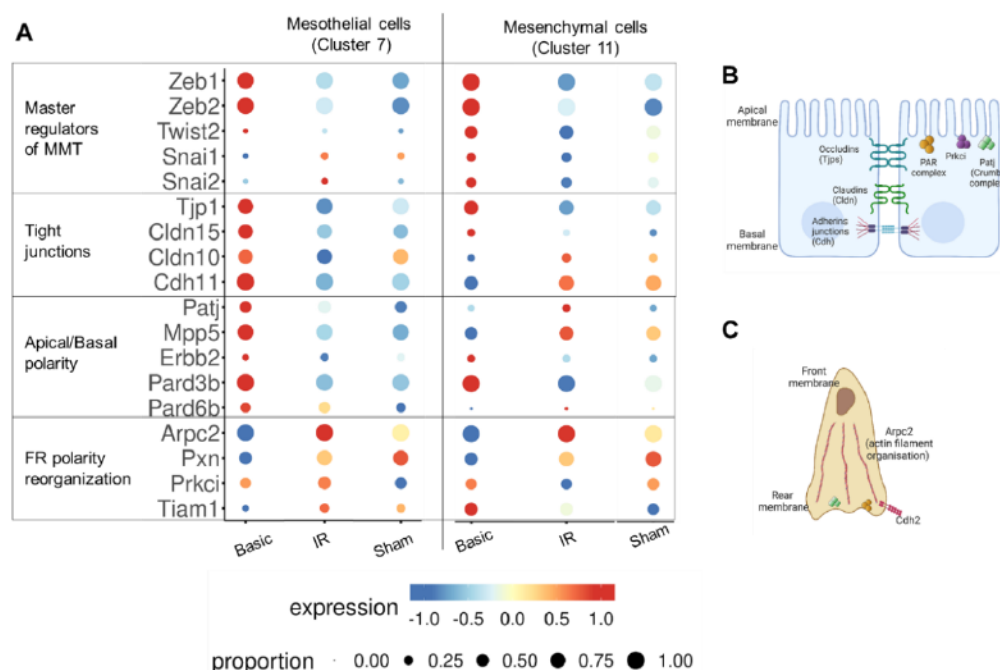 A
Mesothelial cells
(Cluster 7)
Mesenchymal cells
(Cluster 11)
Master
regulators
of MMT
Zeb1
Zeb2
Twist2
Snai1
Snai2
Tight
junctions
Tjp1
Cldn15
Cldn10
Cdh11
Apical/Basal
polarity
Patj
Mpp5
Erbb2
Pard3b
Pard6b
FR polarity
reorganization
Arpc2
Pxn
Prkci
Tiam1
Basic IR Sham Basic IR Sham
expression
-1.0 -0.5 0.0 0.5 1.0
proportion 0.00 0.25 0.50 0.75 1.00
B
Apical
membrane
Occludins
(Tjps)
PAR
complex
Prkci
Patj
(Crumb
comple
Claudins
(Cldn)
Adherins
junctions
(Cdh)
Basal membrane
C
Front
membrane
Arpc2
(actin filament
organisation)
Rear
membrane
Cdh2